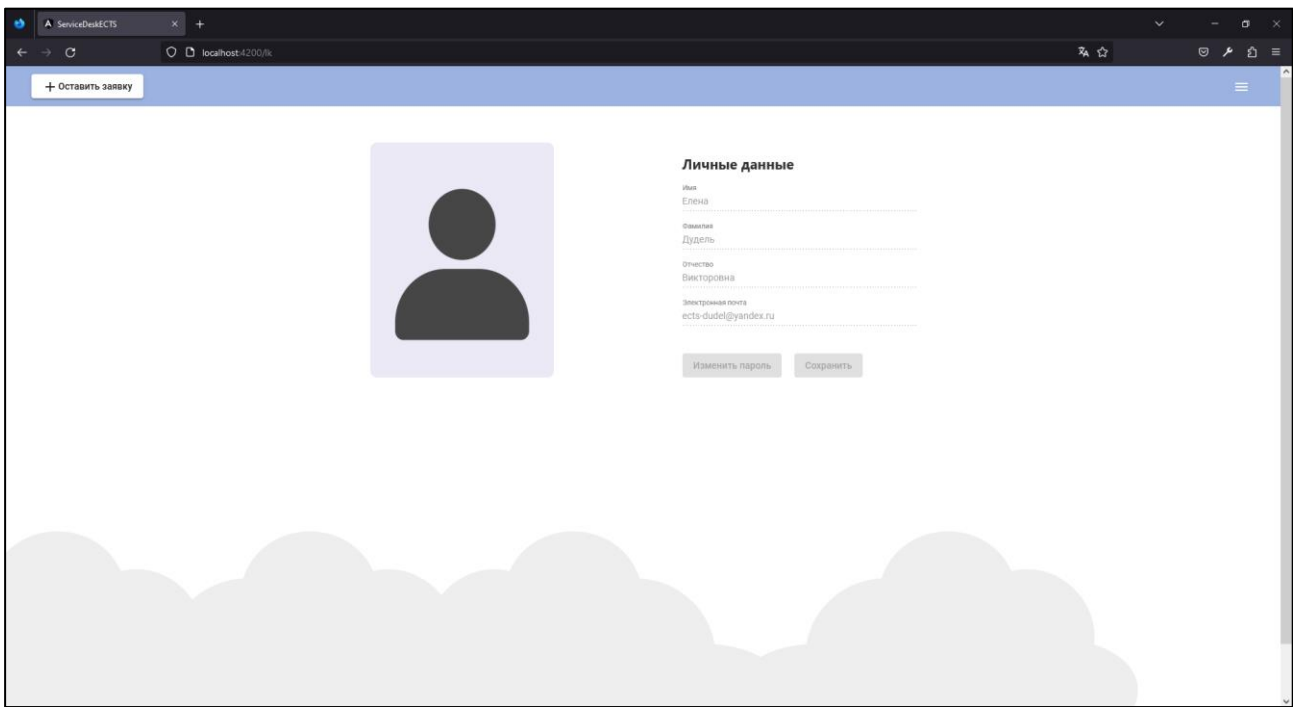 ServiceDeskECTS
localhost:4200/lk
Оставить заявку
Личные данные
Имя
Елена
Фамилия
Дудель
Отчество
Викторовна
Электронная почта
ects-dudel@yandex.ru
Изменить пароль Сохранить